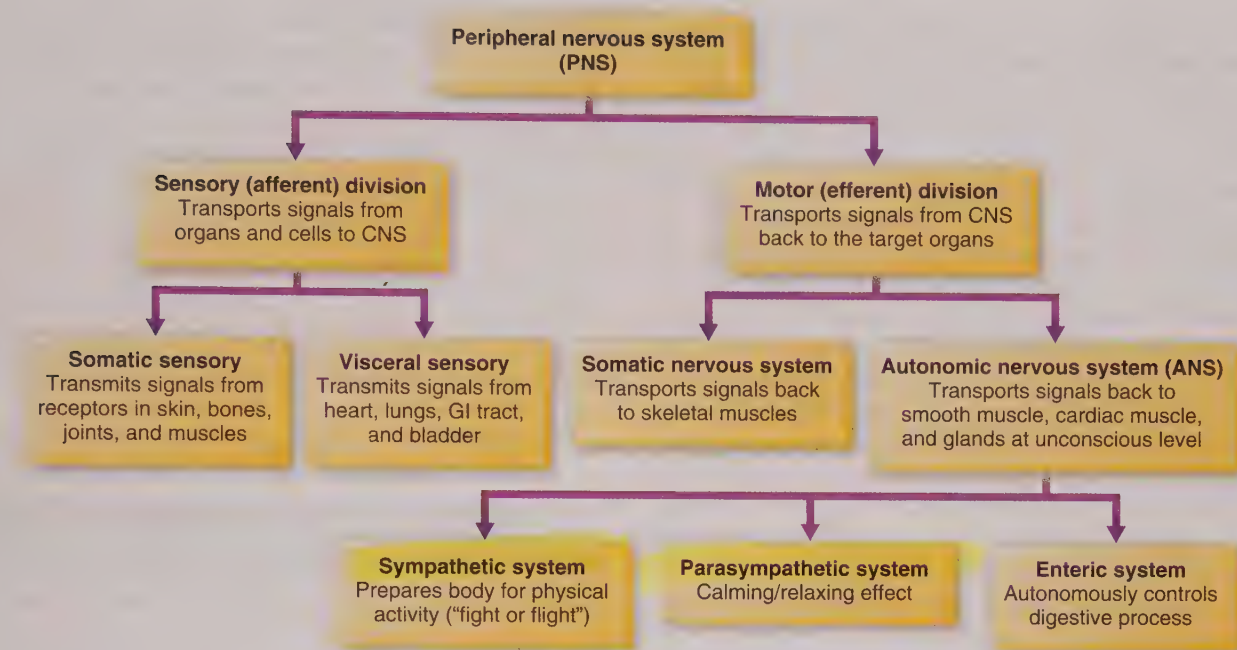 Peripheral nervous system
(PNS)
Sensory (afferent) division
Transports signals from
organs and cells to CNS
Motor (efferent) division
Transports signals from CNS
back to the target organs
Somatic sensory
Transmits signals from
receptors in skin, bones,
joints, and muscles
Visceral sensory
Transmits signals from
heart, lungs, GI tract,
and bladder
Somatic nervous system
Transports signals back
to skeletal muscles
Autonomic nervous system (ANS)
Transports signals back to
smooth muscle, cardiac muscle,
and glands at unconscious level
Sympathetic system
Prepares body for physical
activity ("fight or flight")
Parasympathetic system
Calming/relaxing effect
Enteric system
Autonomously controls
digestive process